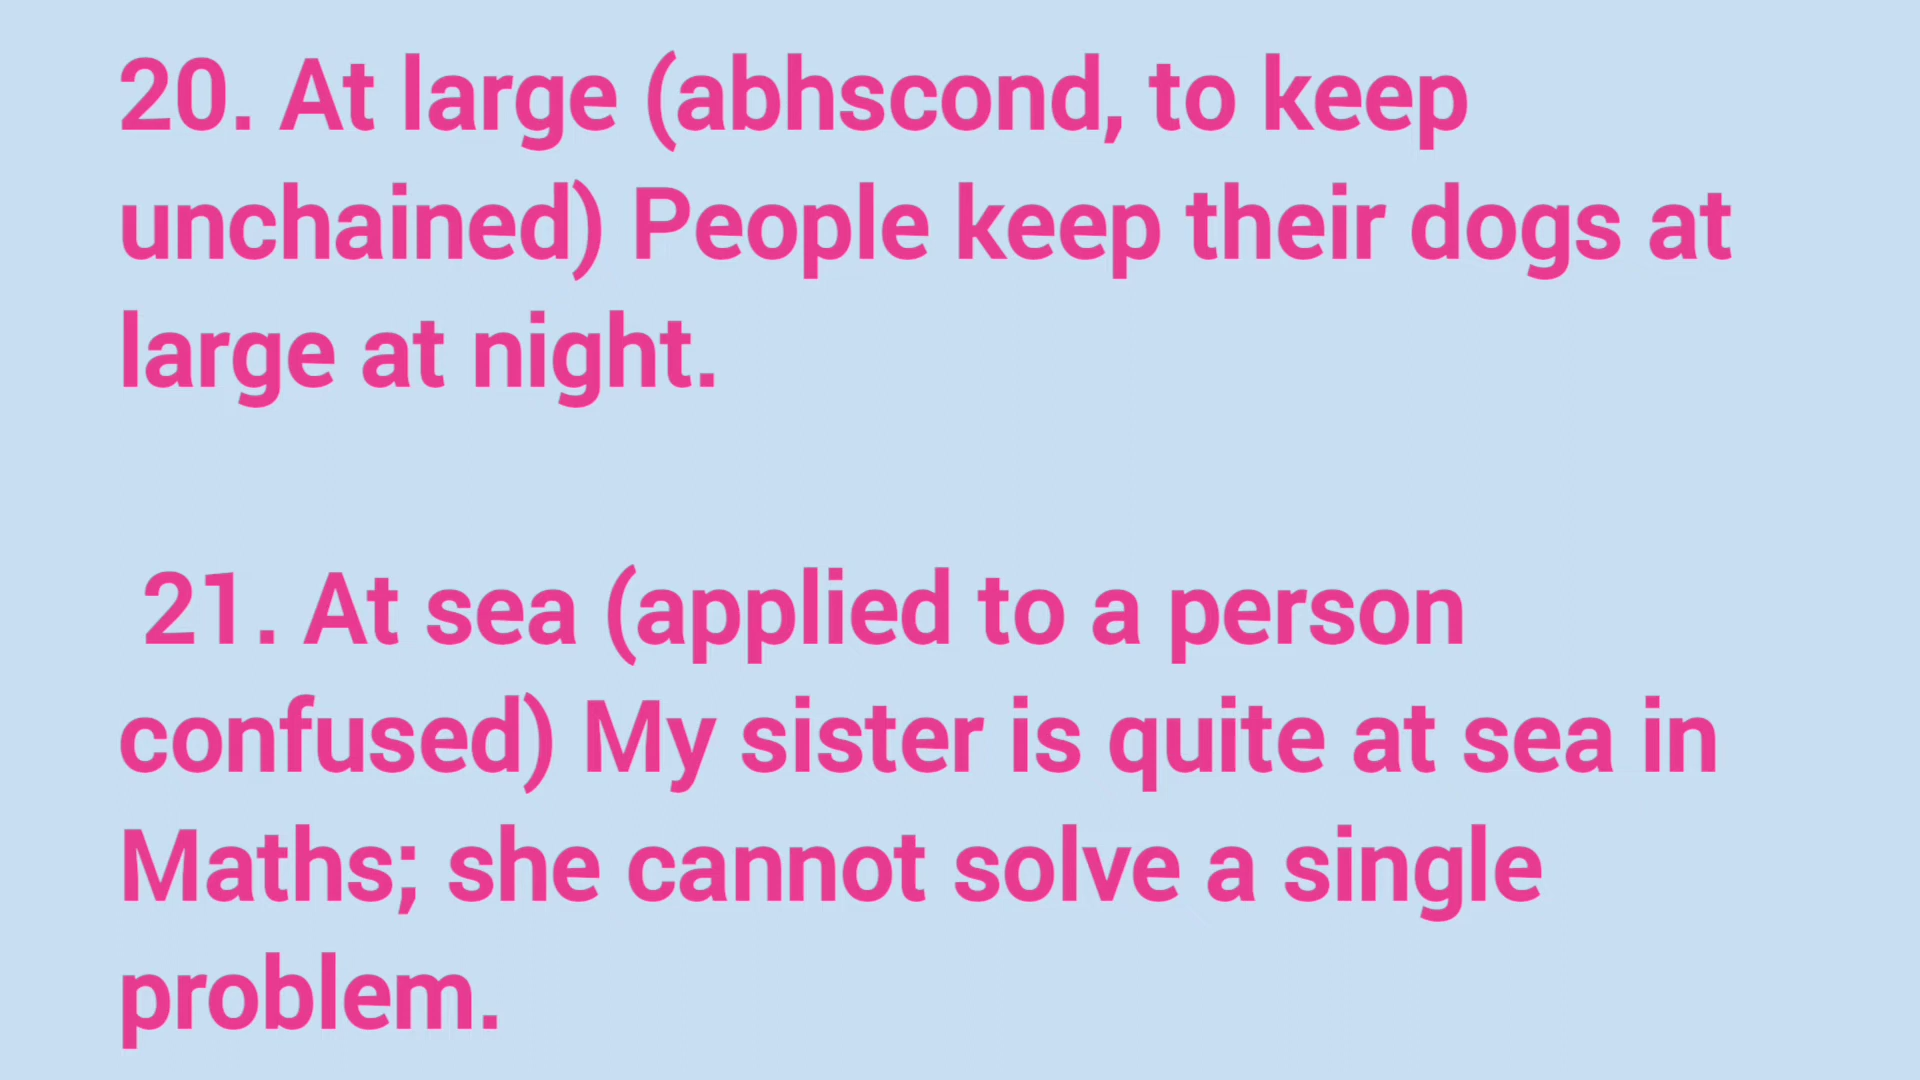 20. At large (abhscond, to keep
unchained) People keep their dogs at
large at night.
21. At sea (applied to a person
confused) My sister is quite at sea in
Maths; she cannot solve a single
problem.